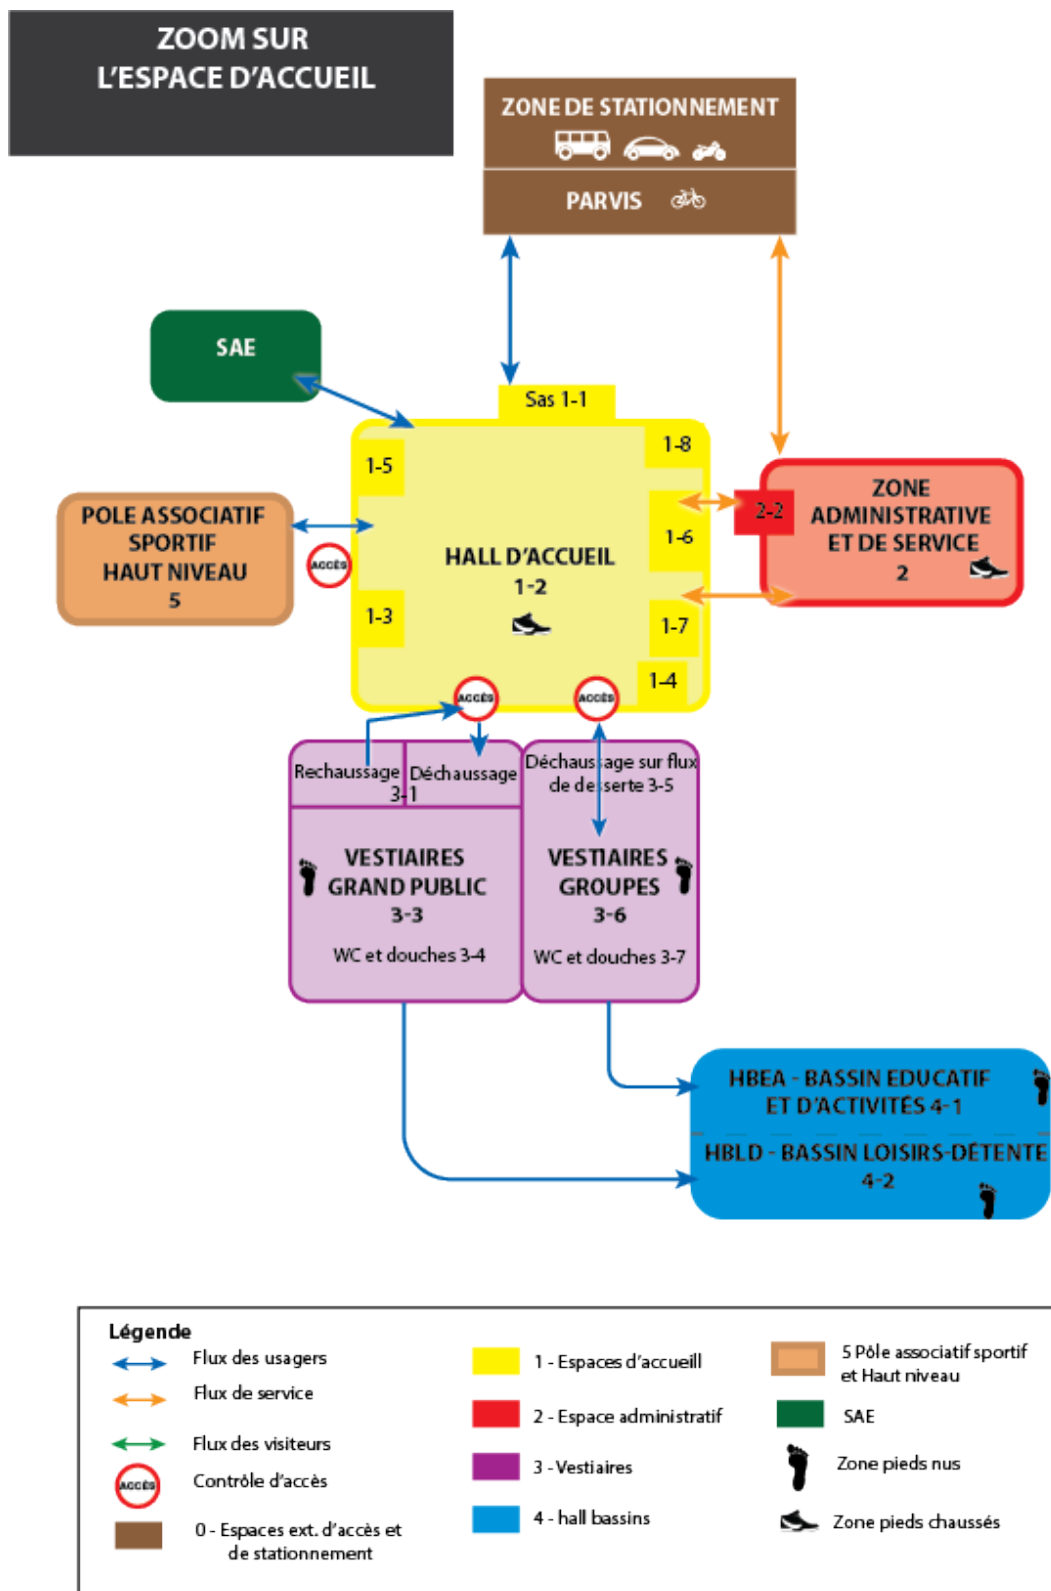 ZOOM SUR
L'ESPACE D'ACCUEIL
ZONE DE STATIONNEMENT
PARVIS
SAE
Sas 1-1
1-5
1-8
POLE ASSOCIATIF
SPORTIF
HAUT NIVEAU
5
ACCÈS
1-3
HALL D'ACCUEIL
1-2
1-6
2-2
ZONE
ADMINISTRATIVE
ET DE SERVICE
2
1-7
1-4
ACCÈS
ACCÈS
Rechaussage
Déchaussage
3-1
Déchaussage sur flux
de desserte 3-5
VESTIAIRES
GRAND PUBLIC
3-3
WC et douches 3-4
VESTIAIRES
GROUPES
3-6
WC et douches 3-7
HBEA - BASSIN EDUCATIF
ET D'ACTIVITÉS 4-1
HBLD - BASSIN LOISIRS-DÉTENTE
4-2
Légende
Flux des usagers
Flux de service
Flux des visiteurs
ACCÈS
Contrôle d'accès
0 - Espaces ext. d'accès et
de stationnement
1 - Espaces d'accueill
2 - Espace administratif
3 - Vestiaires
4 - hall bassins
5 Pôle associatif sportif
et Haut niveau
SAE
Zone pieds nus
Zone pieds chaussés